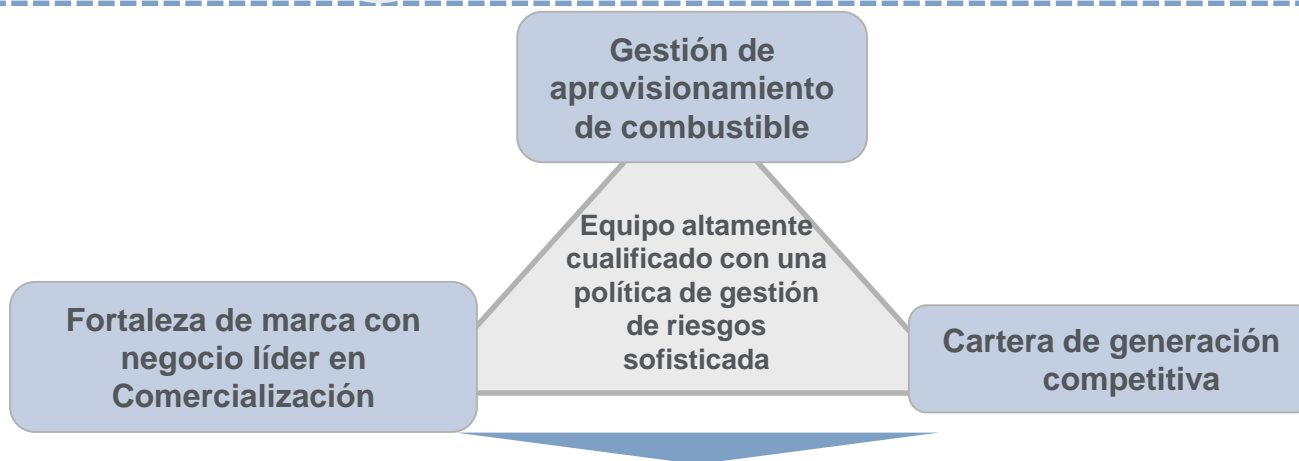 Gestión de
aprovisionamiento
de combustible
Equipo altamente
cualificado con una
política de gestión
de riesgos
sofisticada
Fortaleza de marca con
negocio líder en
Comercialización
Cartera de generación
competitiva